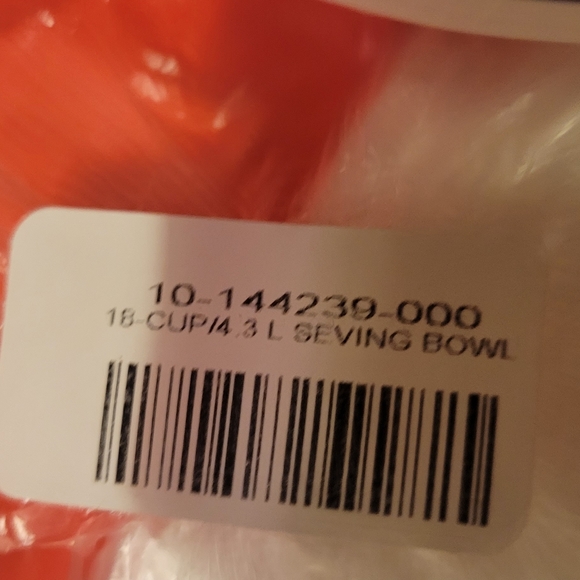 10-144239-000
18-CUP/4.3 L SEVING BOWL